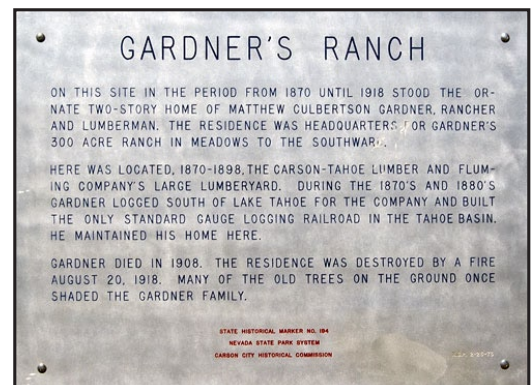 GARDNER'S RANCH
ON THIS SITE IN THE PERIOD FROM 1870 UNTIL 1918 STOOD THE OR-
NATE TWO-STORY HOME OF MATTHEW CULBERTSON GARDNER, RANCHER
AND LUMBERMAN. THE RESIDENCE WAS HEADQUARTERS FOR GARDNER'S
300 ACRE RANCH IN MEADOWS TO THE SOUTHWARD.
HERE WAS LOCATED, 1870-1898, THE CARSON-TAHOE LUMBER AND FLUM-
ING COMPANY'S LARGE LUMBERYARD. DURING THE 1870'S AND 1880'S
GARDNER LOGGED SOUTH OF LAKE TAHOE FOR THE COMPANY AND BUILT
THE ONLY STANDARD GAUGE LOGGING RAILROAD IN THE TAHOE BASIN.
HE MAINTAINED HIS HOME HERE.
GARDNER DIED IN 1908. THE RESIDENCE WAS DESTROYED BY A FIRE
AUGUST 20, 1918. MANY OF THE OLD TREES ON THE GROUND ONCE
SHADED THE GARDNER FAMILY.
STATE HISTORICAL MARKER NO. 194
NEVADA STATE PARK SYSTEM
CARSON CITY HISTORICAL COMMISSION